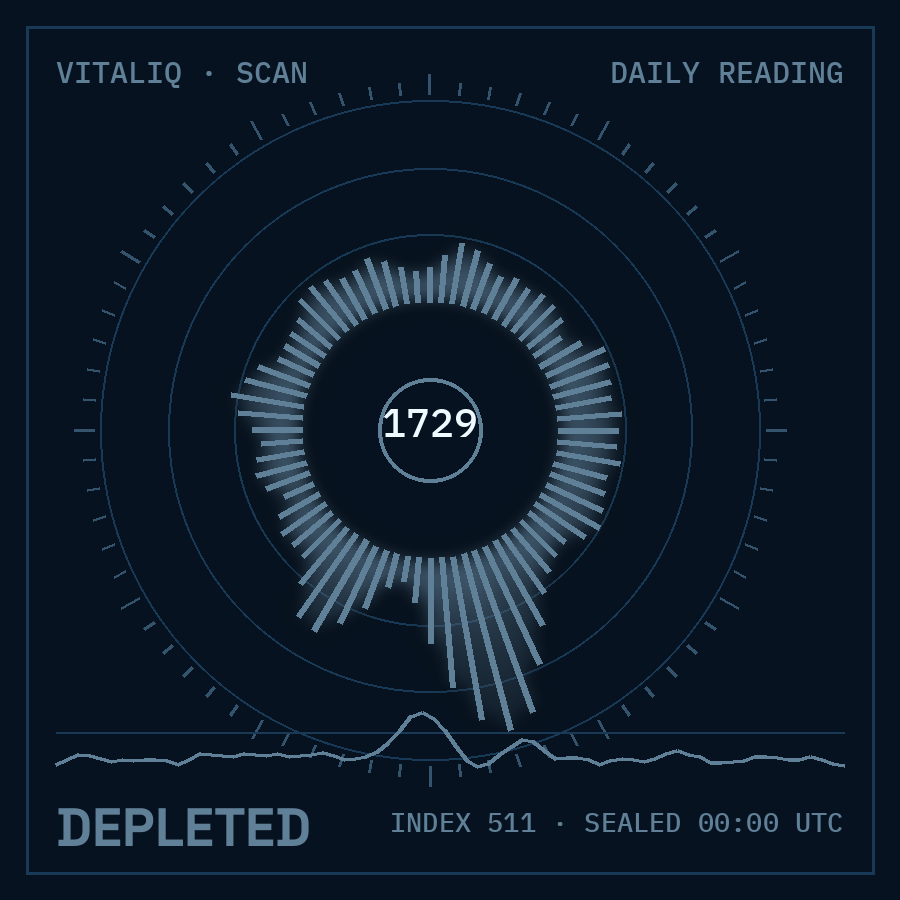 VITALIQ · SCAN
DAILY READING
1729
DEPLETED
INDEX 511 · SEALED 00:00 UTC